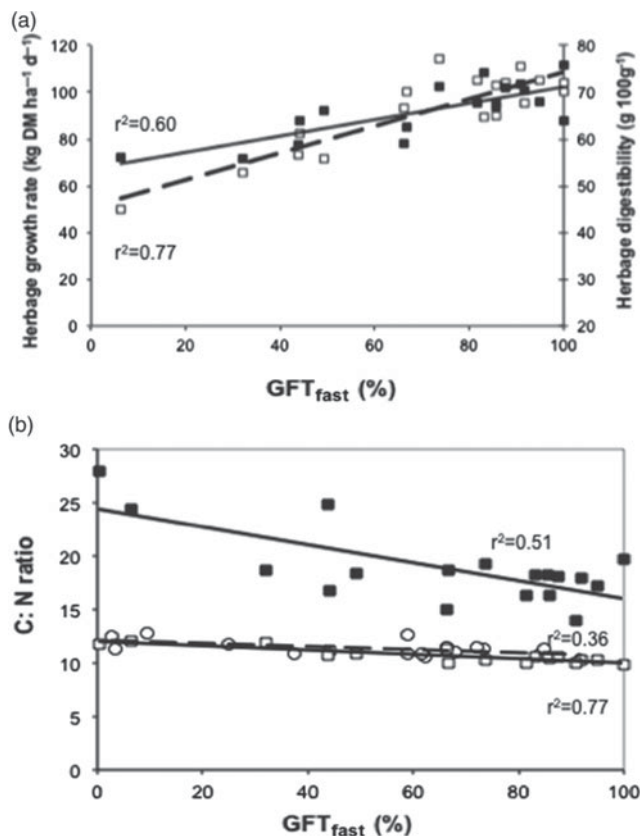 (a)
120
100
80
60
40
20
0
Herbage growth rate (kg DM ha⁻¹ d⁻¹)
r²=0.60
r²=0.77
80
70
60
50
40
30
20
Herbage digestibility (g 100g⁻¹)
0 20 40 60 80 100
GFTfast (%)
(b)
30
25
20
15
10
5
0
C: N ratio
r²=0.51
r²=0.36
r²=0.77
0 20 40 60 80 100
GFTfast (%)